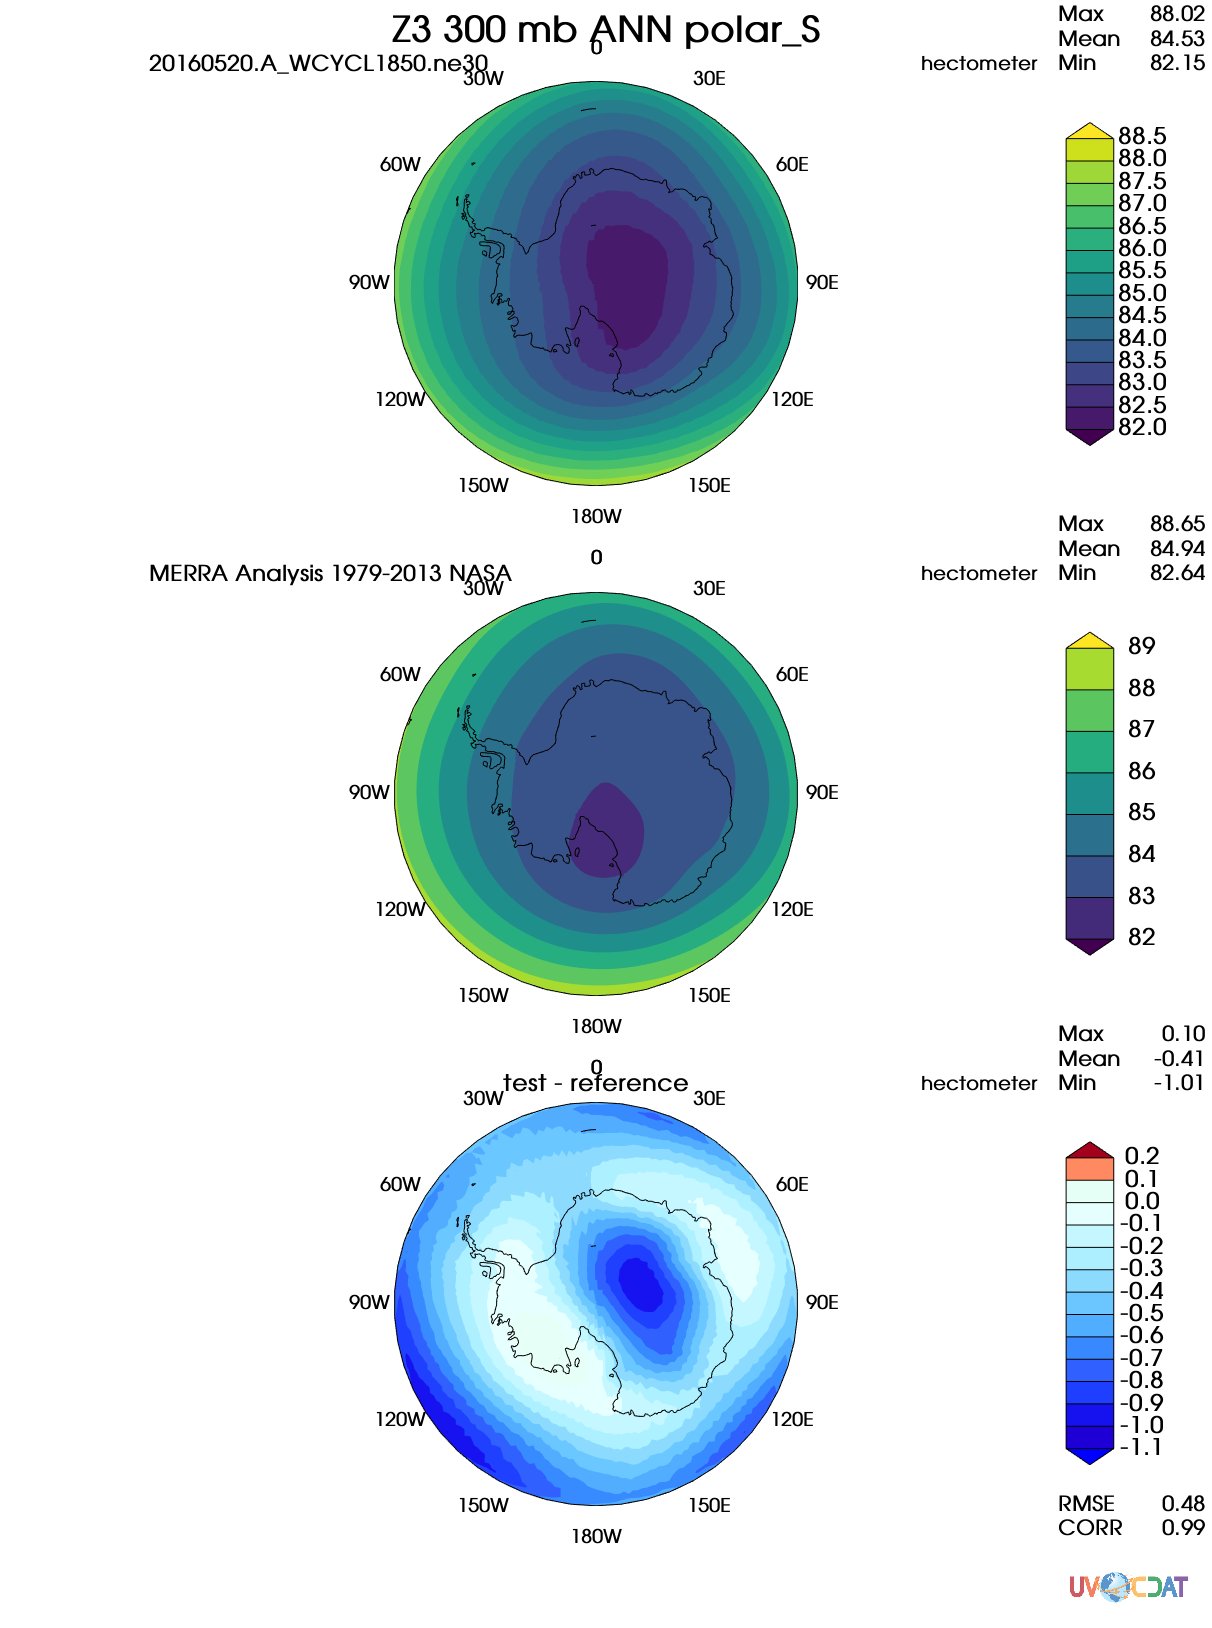 Z3 300 mb ANN polar_S
Max 88.02
Mean 84.53
20160520.A_WCYCL1850.ne30 hectometer Min 82.15
0
30W 30E
60W 60E
90W 90E
120W 120E
150W 150E
180W
88.5
88.0
87.5
87.0
86.5
86.0
85.5
85.0
84.5
84.0
83.5
83.0
82.5
82.0
Max 88.65
Mean 84.94
MERRA Analysis 1979-2013 NASA hectometer Min 82.64
0
30W 30E
60W 60E
90W 90E
120W 120E
150W 150E
180W
89
88
87
86
85
84
83
82
Max 0.10
Mean -0.41
test - reference hectometer Min -1.01
0
30W 30E
60W 60E
90W 90E
120W 120E
150W 150E
180W
0.2
0.1
0.0
-0.1
-0.2
-0.3
-0.4
-0.5
-0.6
-0.7
-0.8
-0.9
-1.0
-1.1
RMSE 0.48
CORR 0.99
UVCDAT